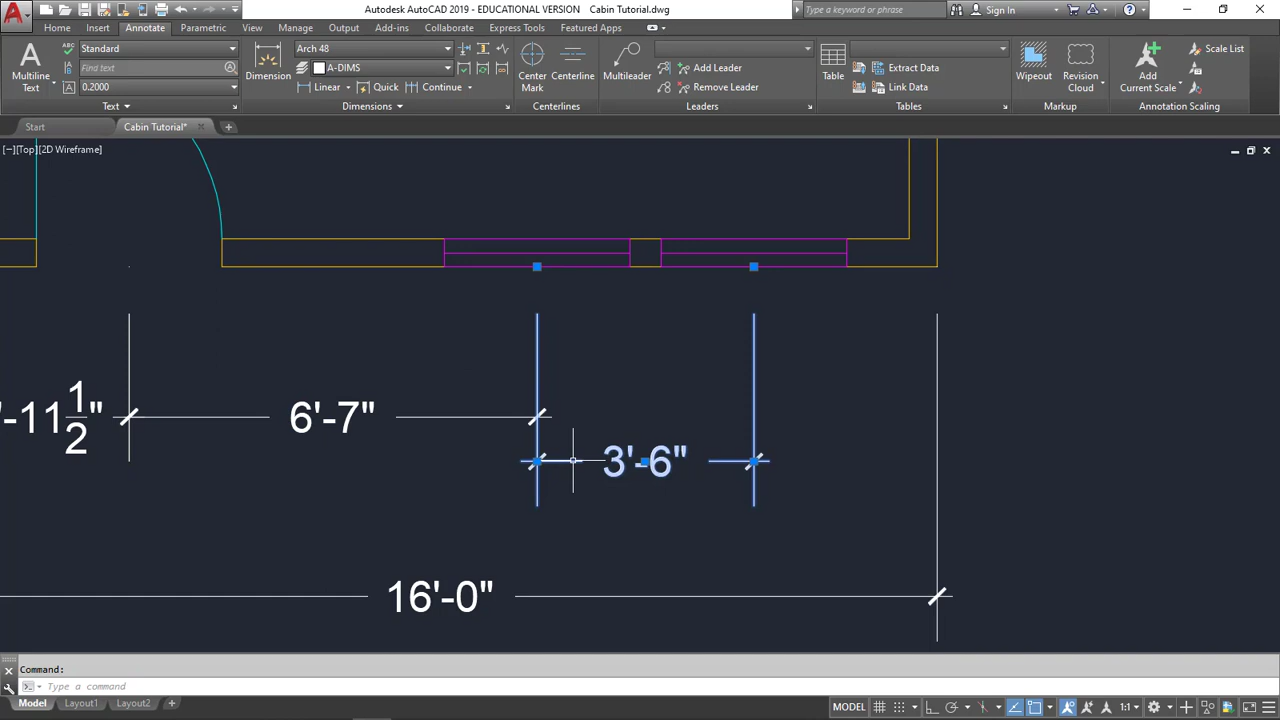 Autodesk AutoCAD 2019 - EDUCATIONAL VERSION Cabin Tutorial.dwg
Type a keyword or phrase
Sign In
Home Insert Annotate Parametric View Manage Output Add-ins Collaborate Express Tools Featured Apps
Multiline Text
Standard
Find text
0.2000
Text
Dimension
Arch 48
A-DIMS
Linear Quick Continue
Dimensions
Center Mark
Centerline
Centerlines
Multileader
Add Leader
Remove Leader
Leaders
Table
Extract Data
Link Data
Tables
Wipeout
Revision Cloud
Markup
Add Current Scale
Scale List
Annotation Scaling
Start
Cabin Tutorial*
[−][Top][2D Wireframe]
'-11 1/2"
6'-7"
3'-6"
16'-0"
Command:
Type a command
Model Layout1 Layout2
MODEL
1:1